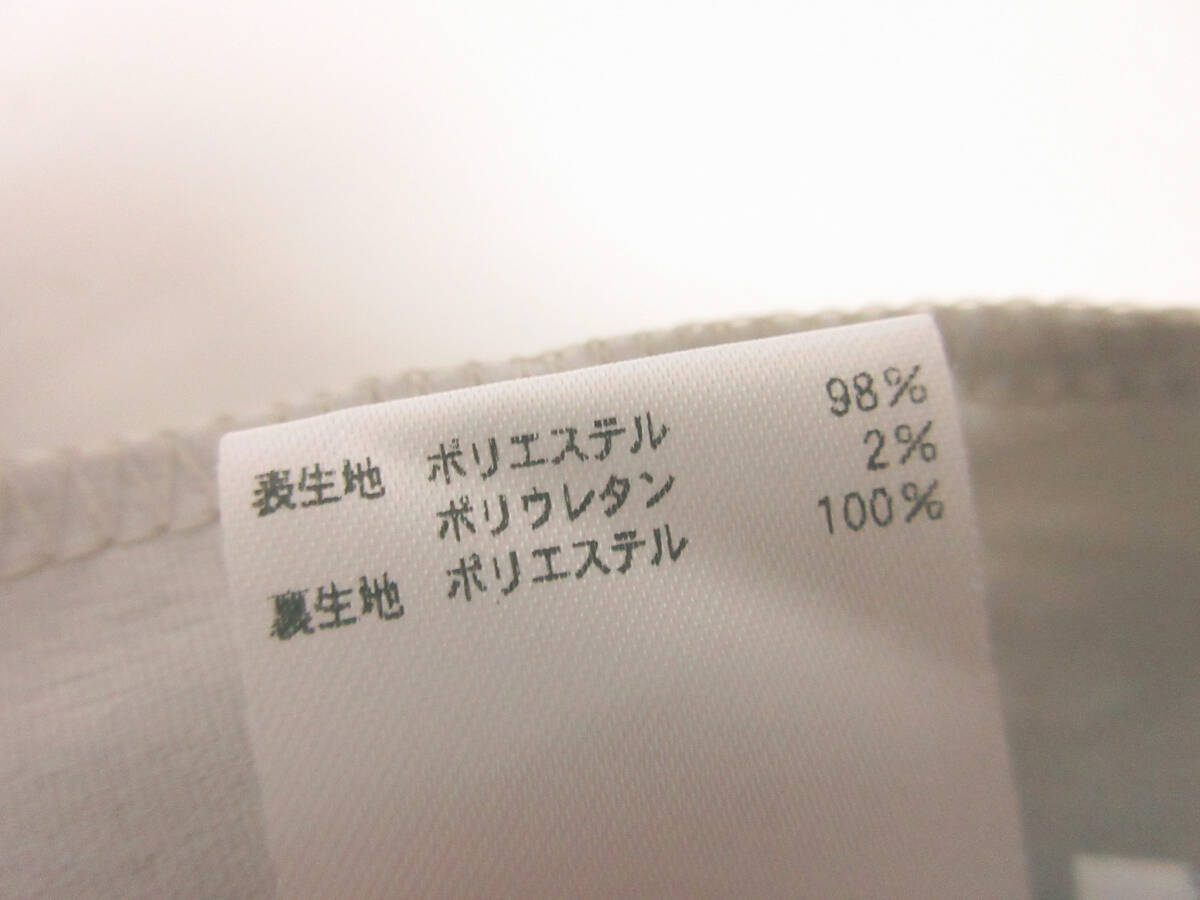 表生地 ポリエステル 98%
ポリウレタン 2%
裏生地 ポリエステル 100%